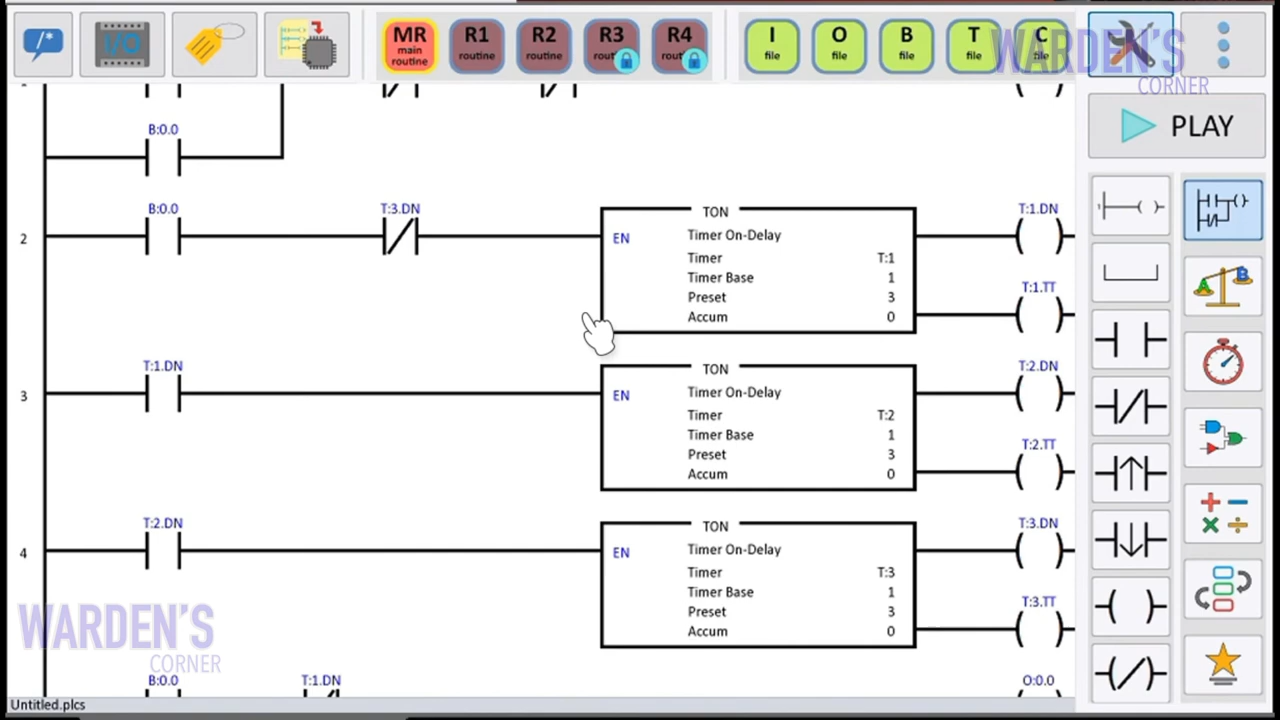 /* I/O MR main routine R1 routine R2 routine R3 routine R4 routine I file O file B file T file C file
WARDEN'S
CORNER
PLAY
B:0.0
B:0.0 T:3.DN TON T:1.DN
2 EN Timer On-Delay
Timer T:1
Timer Base 1
Preset 3 T:1.TT
Accum 0
T:1.DN TON T:2.DN
3 EN Timer On-Delay
Timer T:2
Timer Base 1
Preset 3 T:2.TT
Accum 0
T:2.DN TON T:3.DN
4 EN Timer On-Delay
Timer T:3
Timer Base 1
Preset 3 T:3.TT
Accum 0
WARDEN'S
CORNER
B:0.0 T:1.DN O:0.0
Untitled.plcs
A B